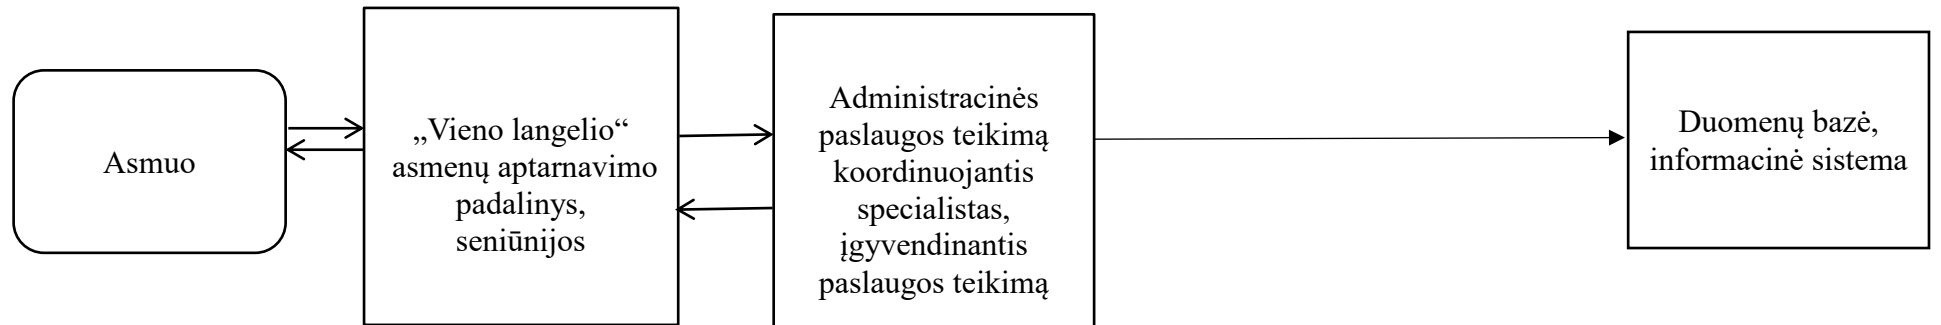 Asmuo
„Vieno langelio“
asmenų aptarnavimo
padalinys,
seniūnijos
Administracinės
paslaugos teikimą
koordinuojantis
specialistas,
įgyvendinantis
paslaugos teikimą
Duomenų bazė,
informacinė sistema